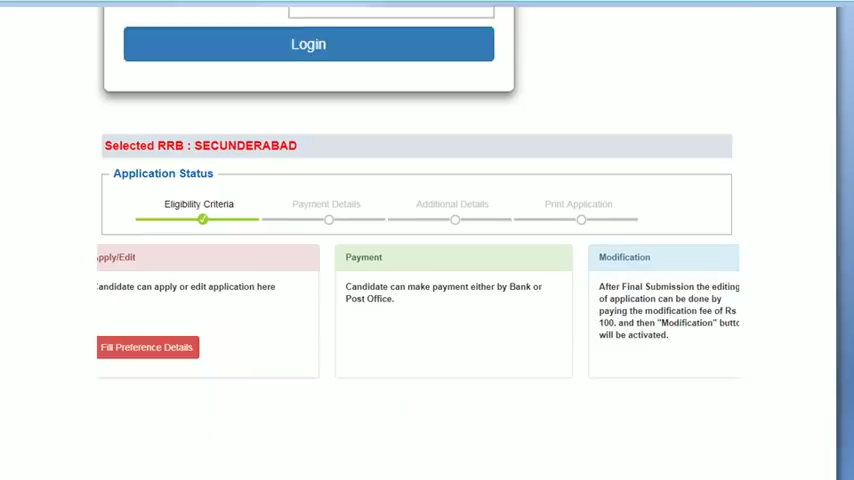 Login
Selected RRB : SECUNDERABAD
Application Status
Eligibility Criteria
Payment Details
Additional Details
Print Application
pply/Edit
andidate can apply or edit application here
Fill Preference Details
Payment
Candidate can make payment either by Bank or
Post Office.
Modification
After Final Submission the editing
of application can be done by
paying the modification fee of Rs
100. and then "Modification" butto
will be activated.